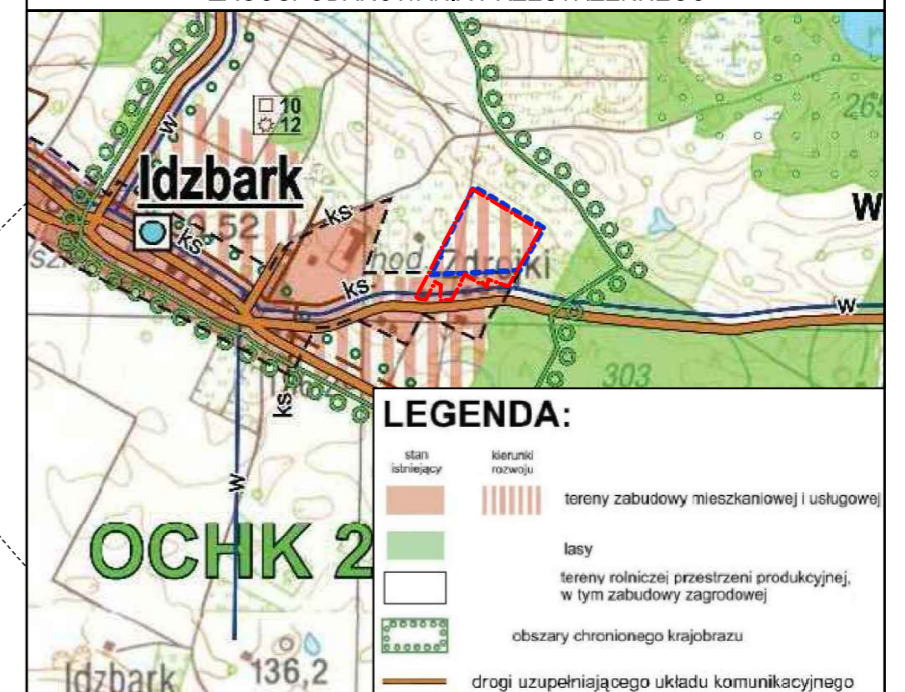 10
12
265
W
Idzbark
W
ks
52
ks
ks
Zdrojki
W
303
ks
W
OCHK 2
Idzbark
136,2
LEGENDA:
stan
istniejący
kierunki
rozwoju
tereny zabudowy mieszkaniowej i usługowej
lasy
tereny rolniczej przestrzeni produkcyjnej,
w tym zabudowy zagrodowej
obszary chronionego krajobrazu
drogi uzupełniającego układu komunikacyjnego